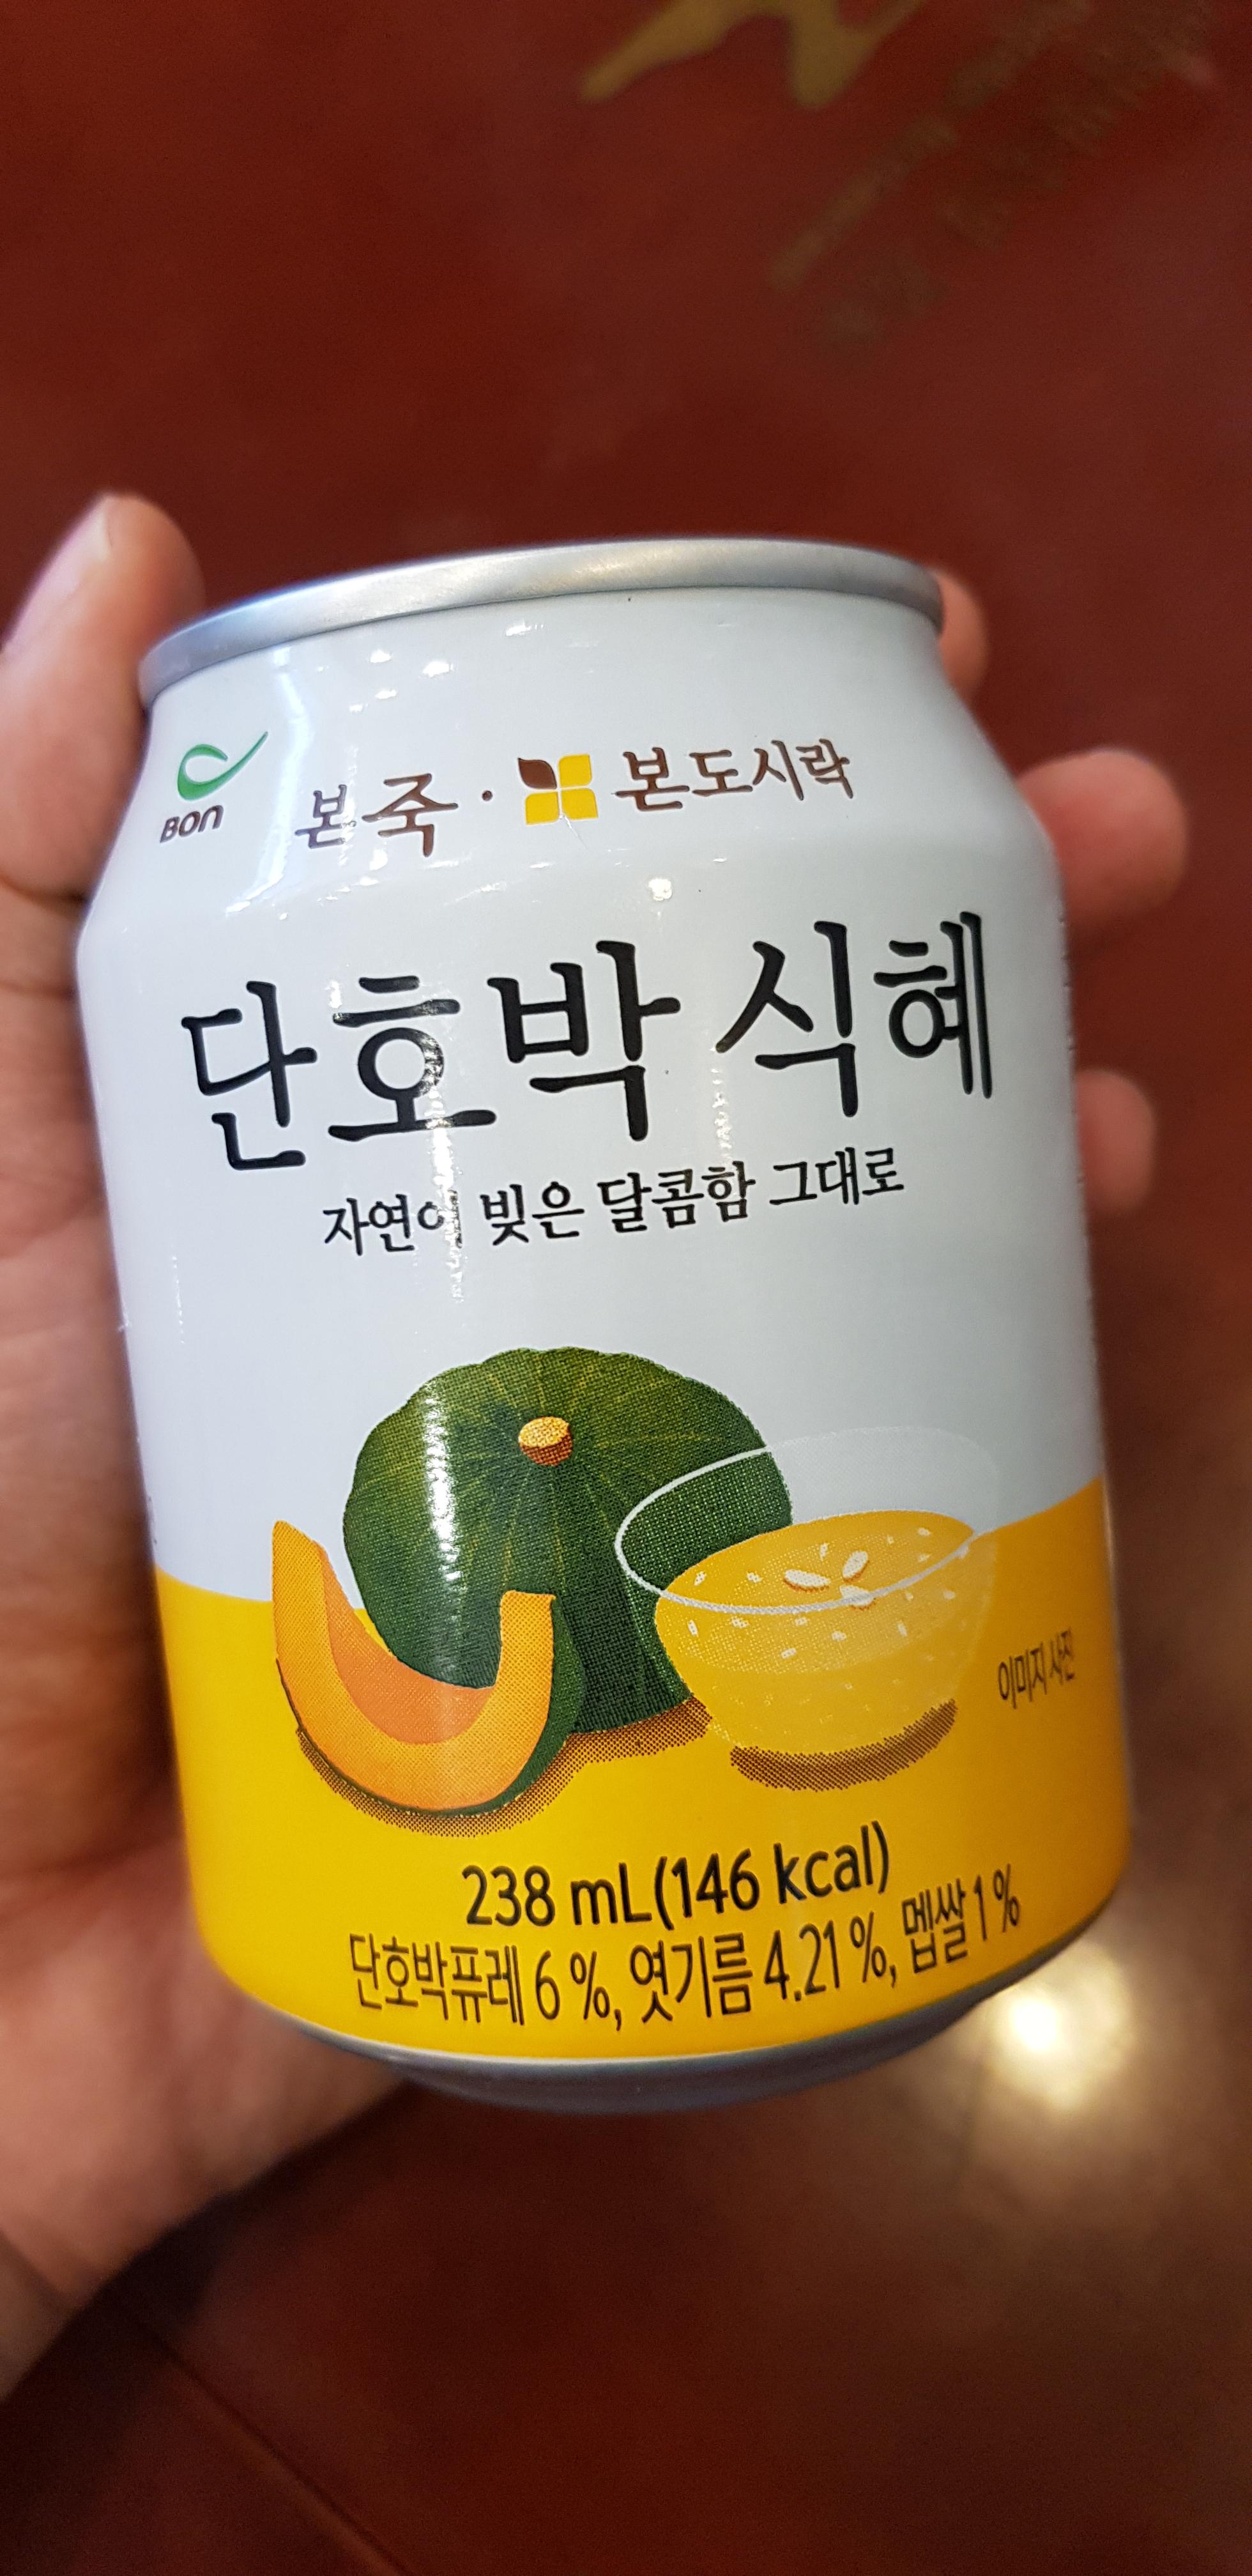 BON 본죽 · 본도시락
단호박 식혜
자연이 빚은 달콤함 그대로
이미지 사진
238 mL(146 kcal)
단호박퓨레 6 %, 엿기름 4.21 %, 멥쌀 1 %